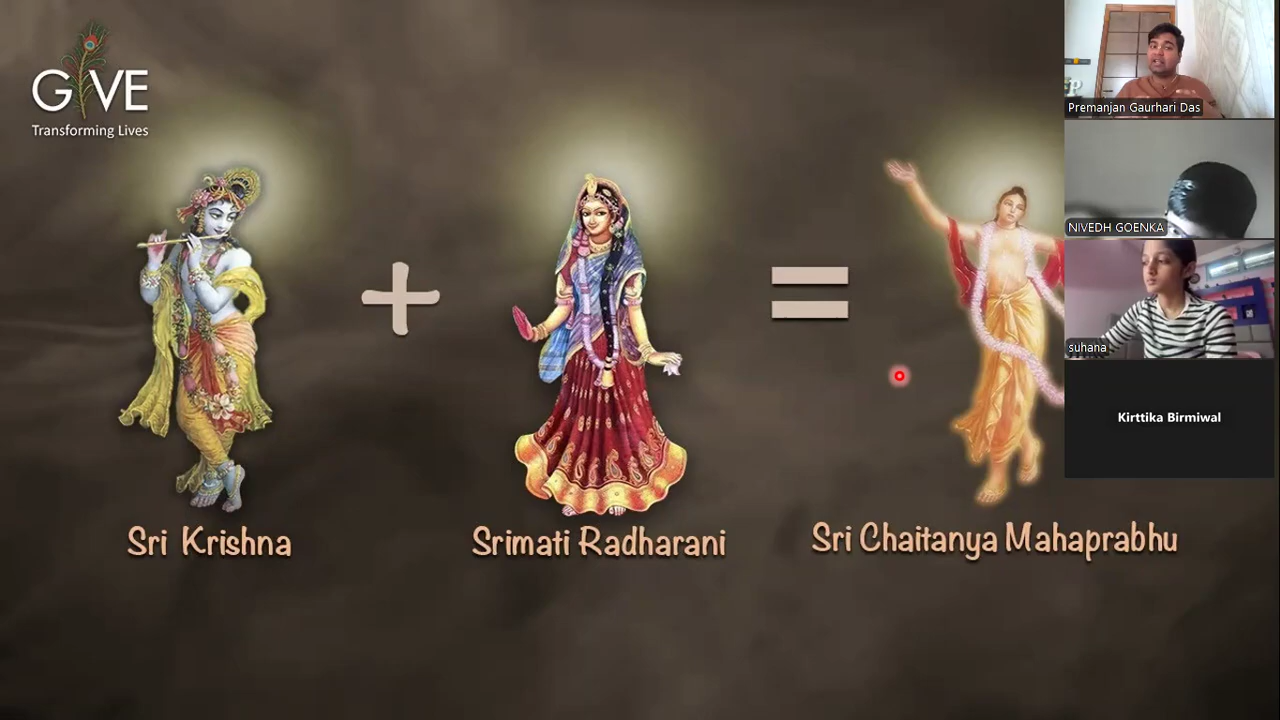 GIVE
Transforming Lives
Sri Krishna
+
Srimati Radharani
=
Sri Chaitanya Mahaprabhu
Premanjan Gaurhari Das
NIVEDH GOENKA
suhana
Kirttika Birmiwal